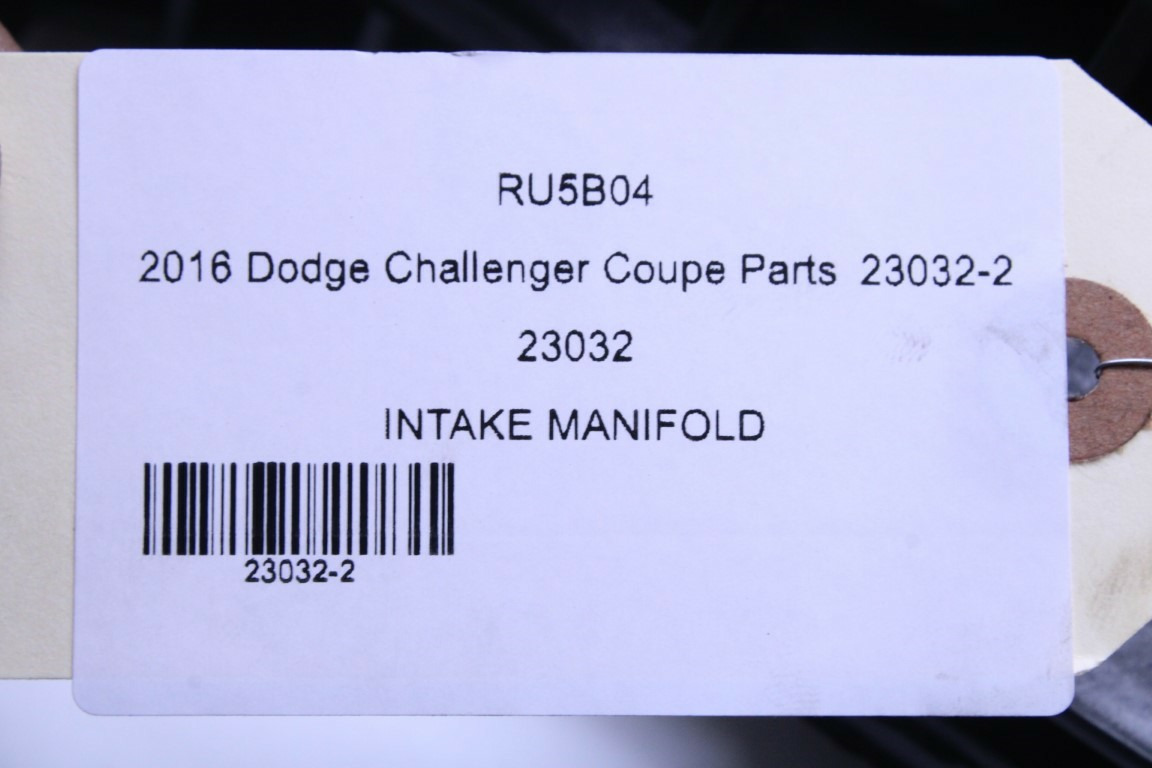 RU5B04
2016 Dodge Challenger Coupe Parts 23032-2
23032
INTAKE MANIFOLD
23032-2